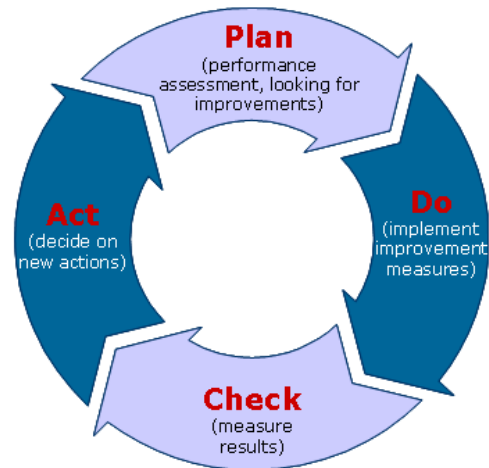 Plan
(performance
assessment, looking for
improvements)
Do
(implement
improvement
measures)
Check
(measure
results)
Act
(decide on
new actions)